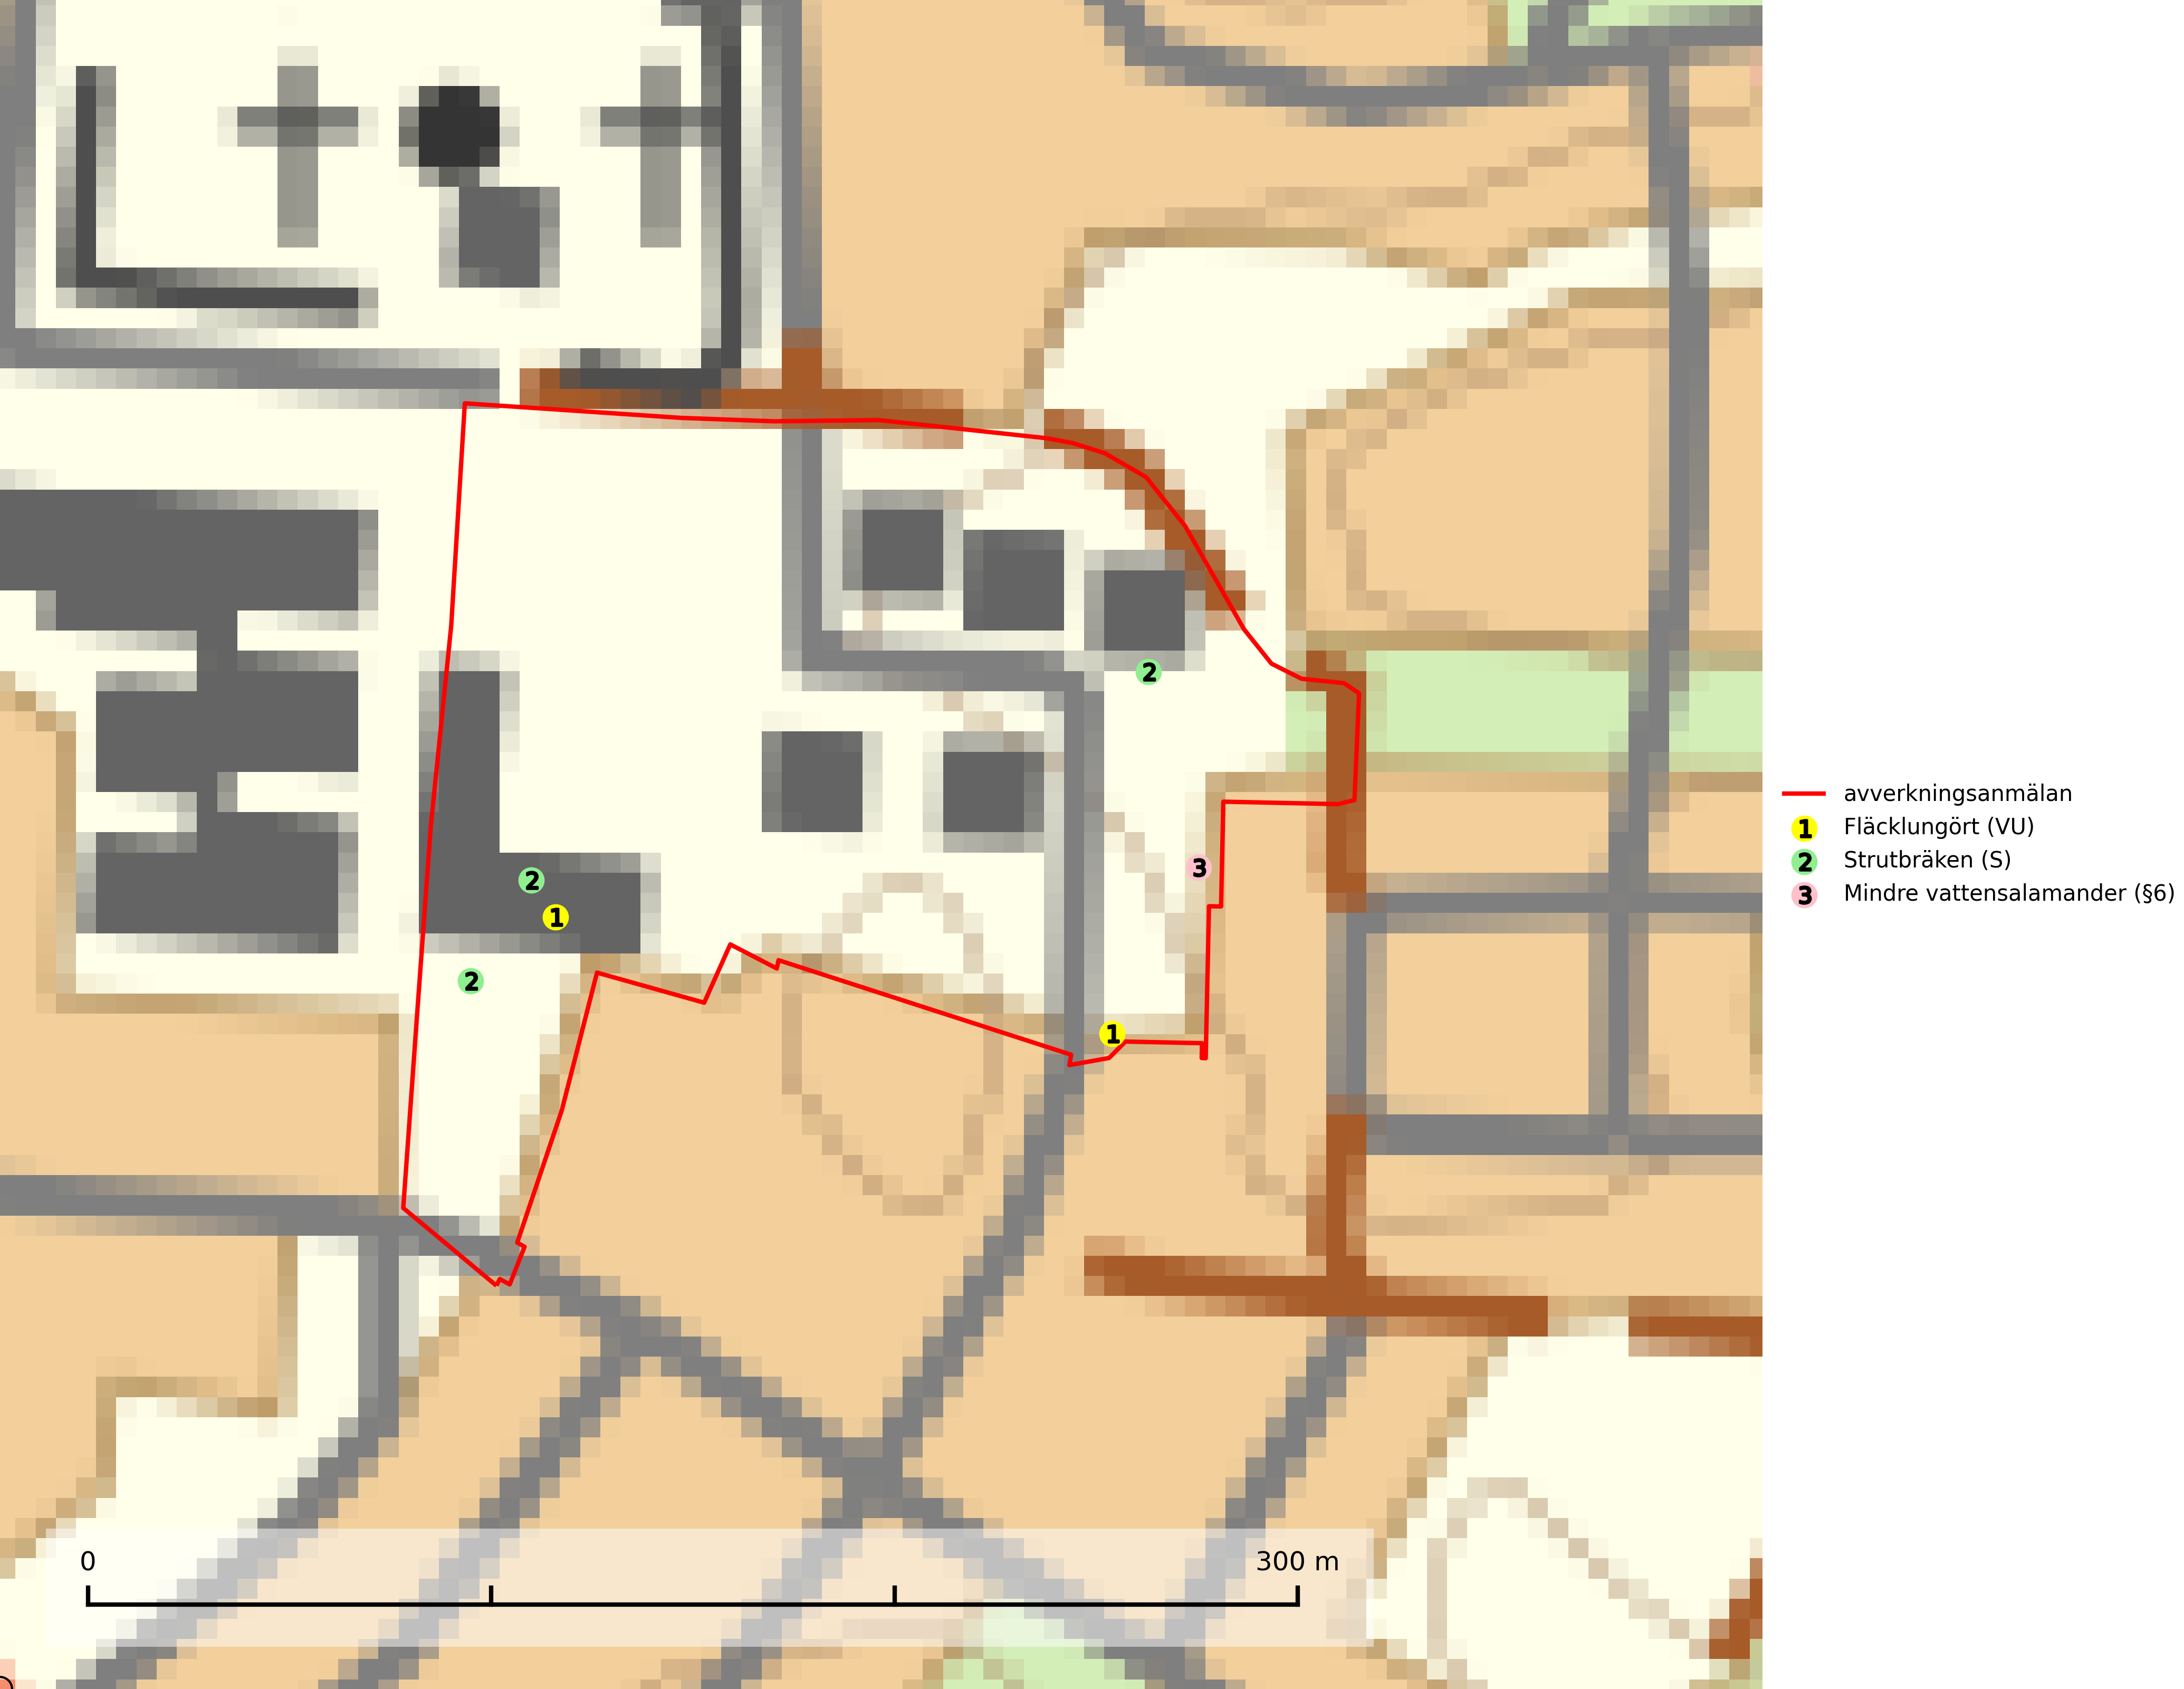 2
avverkningsanmälan
1 Fläcklungört (VU)
2 Strutbräken (S)
3 Mindre vattensalamander (§6)
3
2
1
2
1
0 300 m